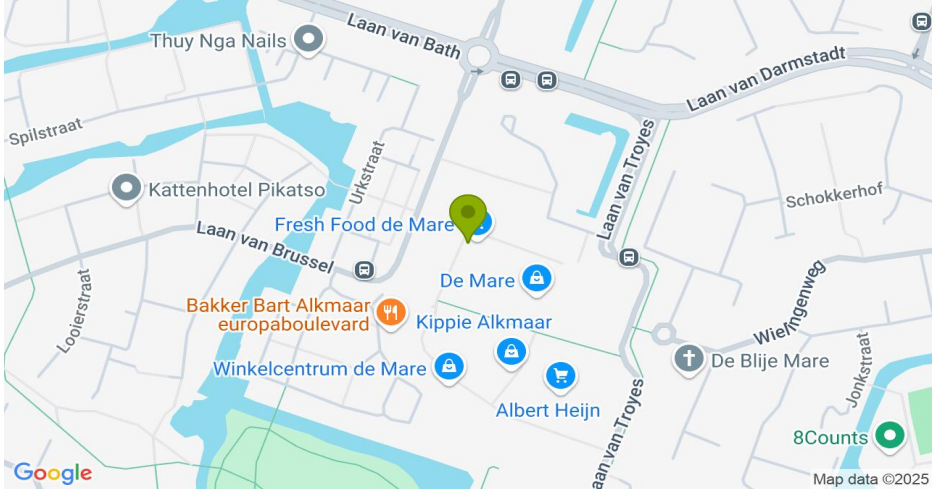 Laan van Bath
Thuy Nga Nails
Laan van Darmstadt
Spilstraat
Urkstraat
Laan van Troyes
Kattenhotel Pikatso
Schokkerhof
Fresh Food de Mare
Laan van Brussel
De Mare
Looierstraat
Bakker Bart Alkmaar
europaboulevard
Kippie Alkmaar
Wieringenweg
Winkelcentrum de Mare
De Blije Mare
Jonkstraat
Albert Heijn
aan van Troyes
8Counts
Google
Map data ©2025